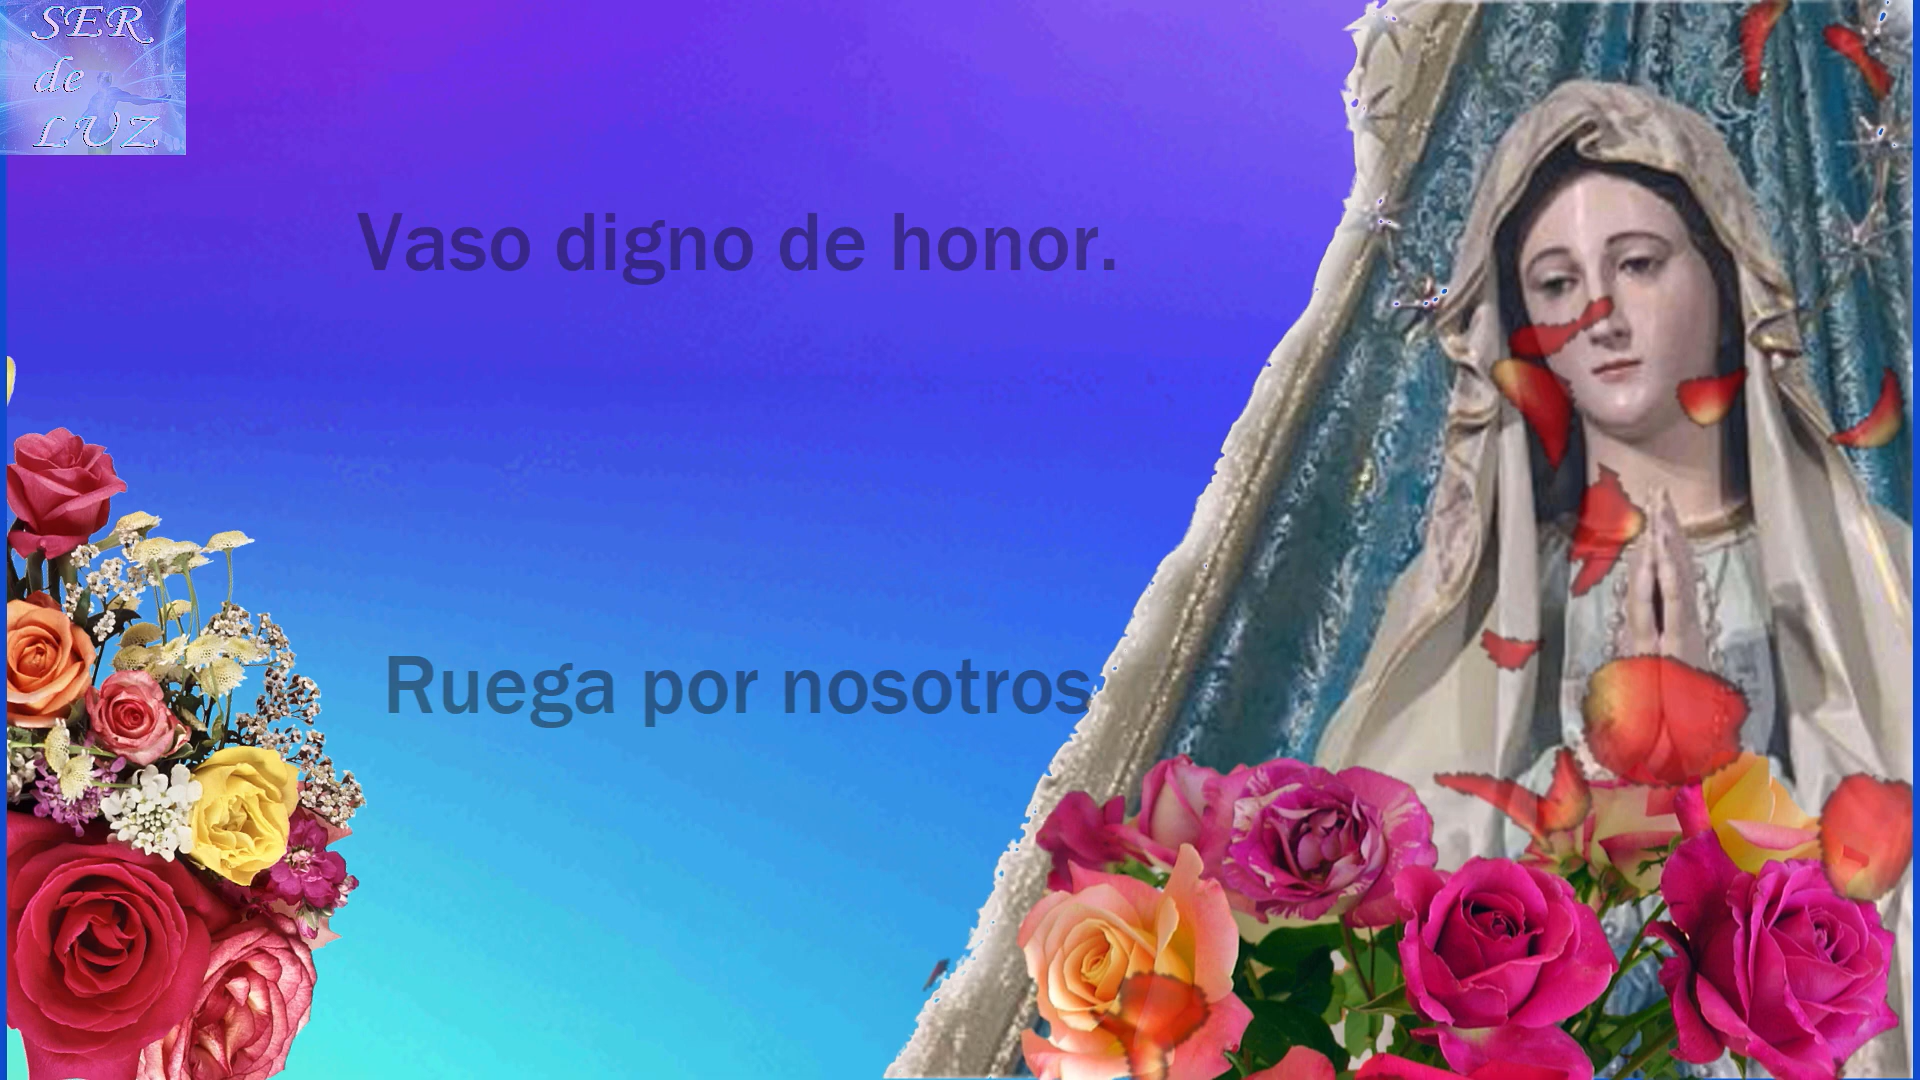 SER
de
LUZ
Vaso digno de honor.
Ruega por nosotros